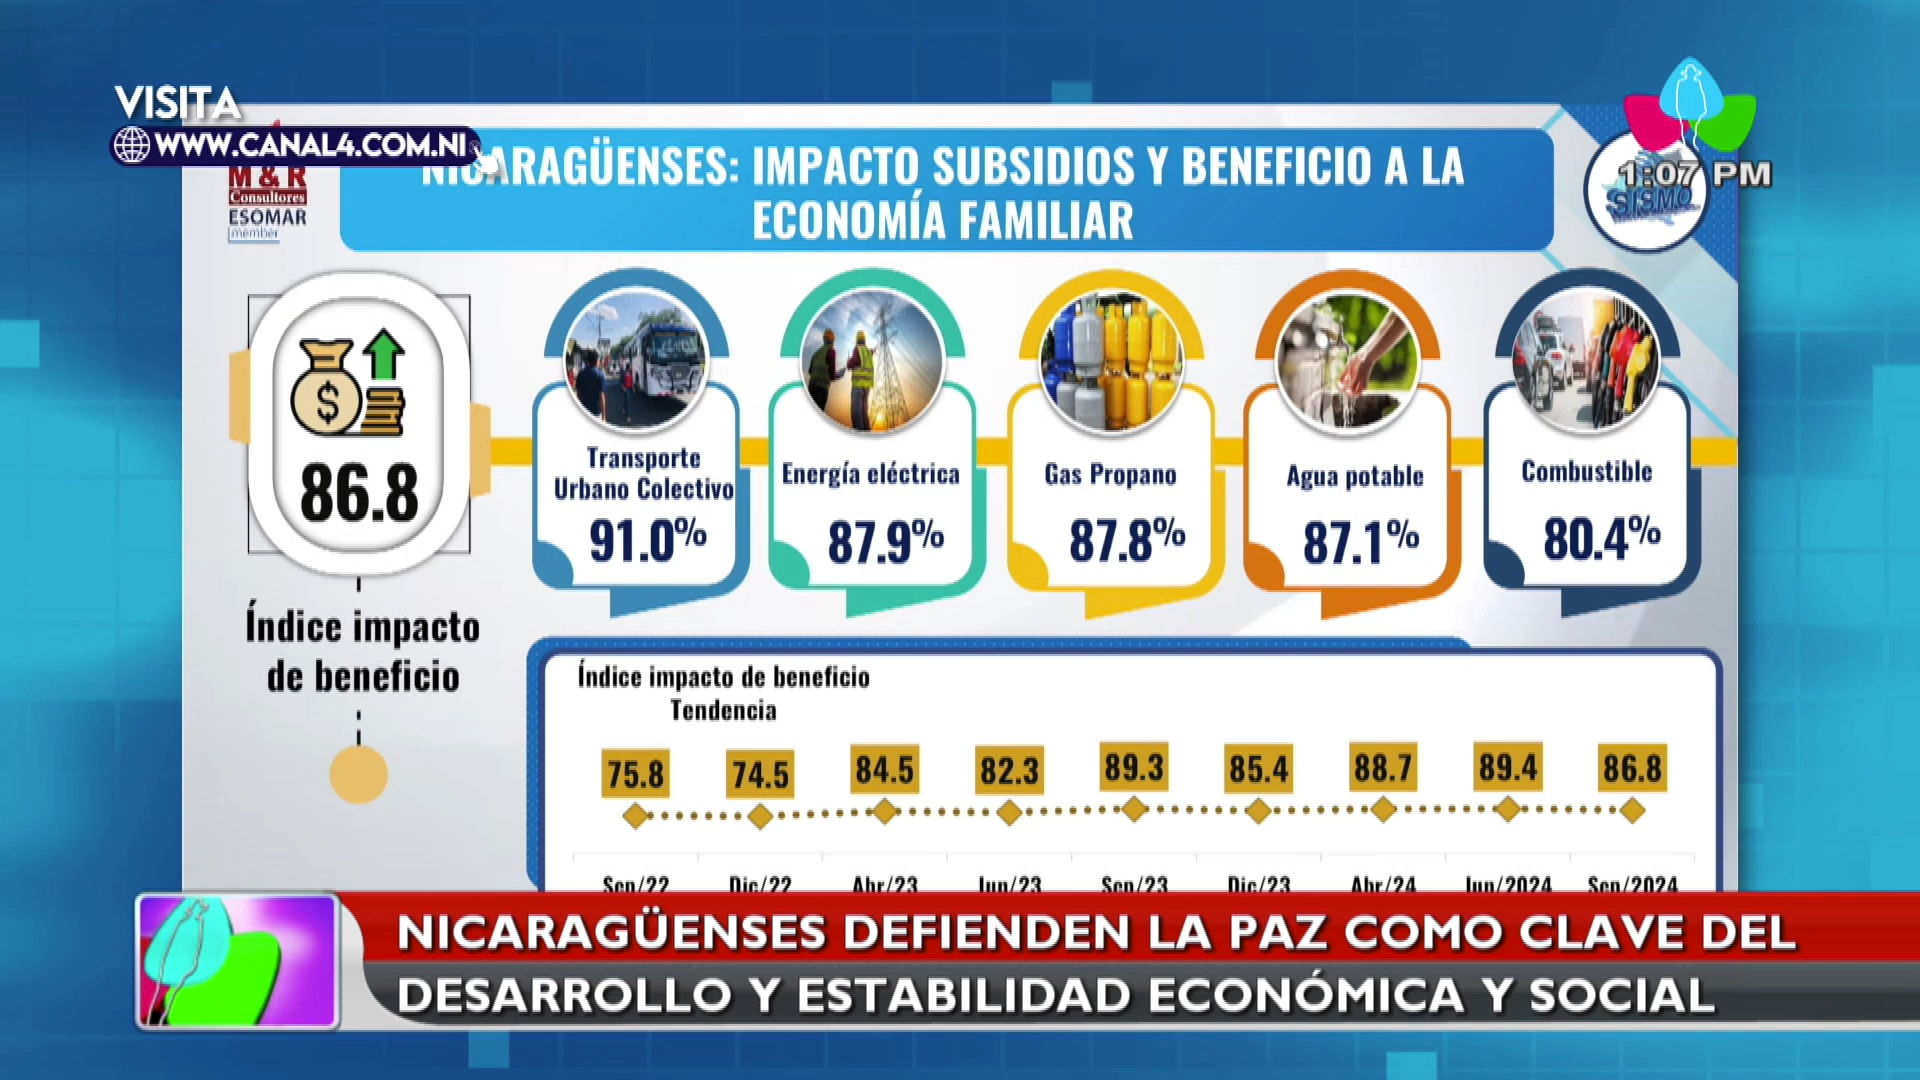 VISITA
WWW.CANAL4.COM.NI
M & R
Consultores
ESOMAR
member
NICARAGÜENSES: IMPACTO SUBSIDIOS Y BENEFICIO A LA
ECONOMÍA FAMILIAR
1:07 PM
SISMO
86.8
Índice impacto
de beneficio
Transporte
Urbano Colectivo
91.0%
Energía eléctrica
87.9%
Gas Propano
87.8%
Agua potable
87.1%
Combustible
80.4%
Índice impacto de beneficio
Tendencia
75.8 74.5 84.5 82.3 89.3 85.4 88.7 89.4 86.8
Sep/22 Dic/22 Abr/23 Jun/23 Sep/23 Dic/23 Abr/24 Jun/2024 Sep/2024
NICARAGÜENSES DEFIENDEN LA PAZ COMO CLAVE DEL
DESARROLLO Y ESTABILIDAD ECONÓMICA Y SOCIAL